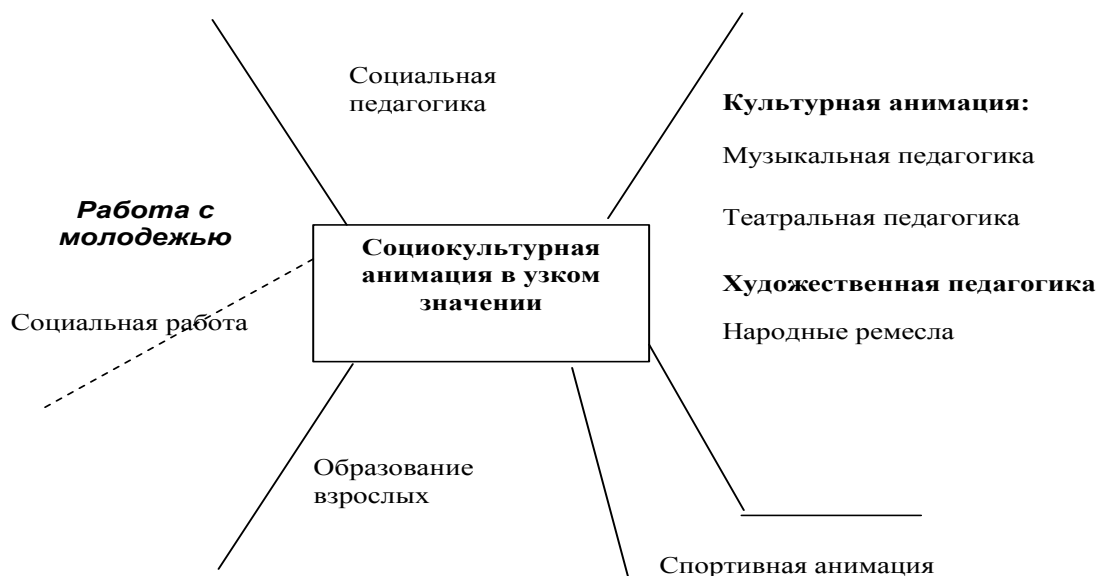 Социальная
педагогика
Культурная анимация:
Музыкальная педагогика
Театральная педагогика
Художественная педагогика
Народные ремесла
Работа с
молодежью
Социокультурная
анимация в узком
значении
Социальная работа
Образование
взрослых
Спортивная анимация